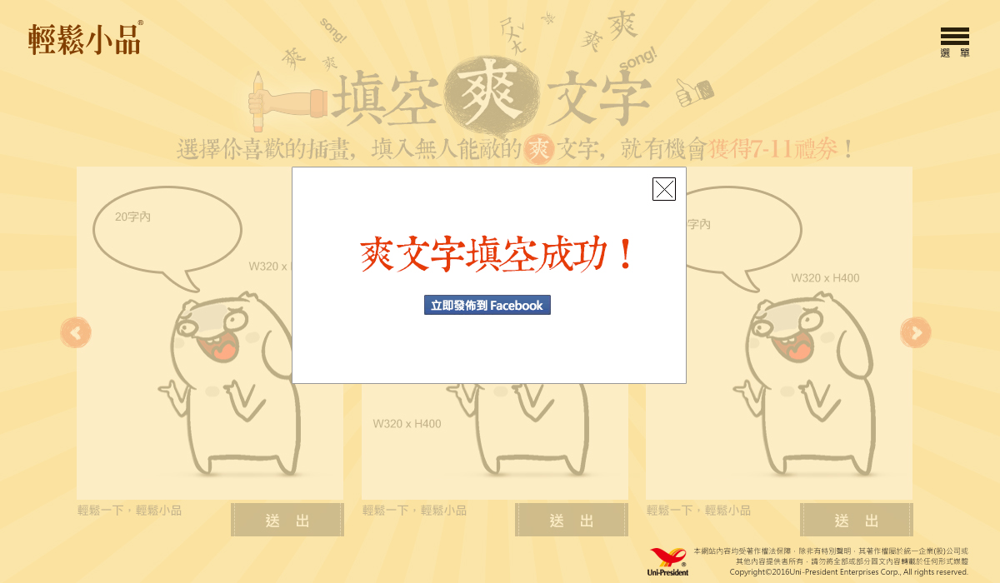 輕鬆小品®
選 單
song!
ㄕㄨㄤ
爽
爽
爽
爽
爽
song!
填空爽文字
選擇你喜歡的插畫，填入無人能敵的爽文字，就有機會獲得7-11禮券！
20字內
字內
W320 x H
W320 x H400
爽文字填空成功！
立即發佈到 Facebook
W320 x H400
輕鬆一下，輕鬆小品
送 出
輕鬆一下，輕鬆小品
送 出
輕鬆一下，輕鬆小品
送 出
Uni-President®
本網站內容均受著作權法保障，除非有特別聲明，其著作權屬於統一企業(股)公司或
其他內容提供者所有，請勿將全部或部分圖文內容轉載於任何形式媒體
Copyright©2016Uni-President Enterprises Corp., All rights reserved.